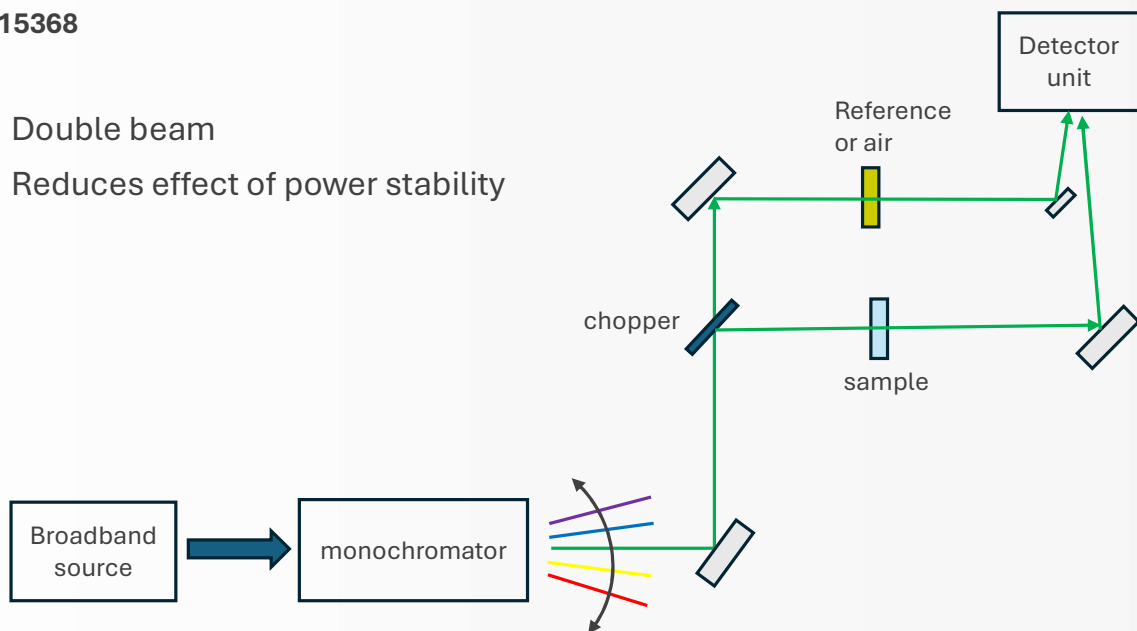 15368
Double beam
Reduces effect of power stability
Detector
unit
Reference
or air
chopper
sample
Broadband
source
monochromator